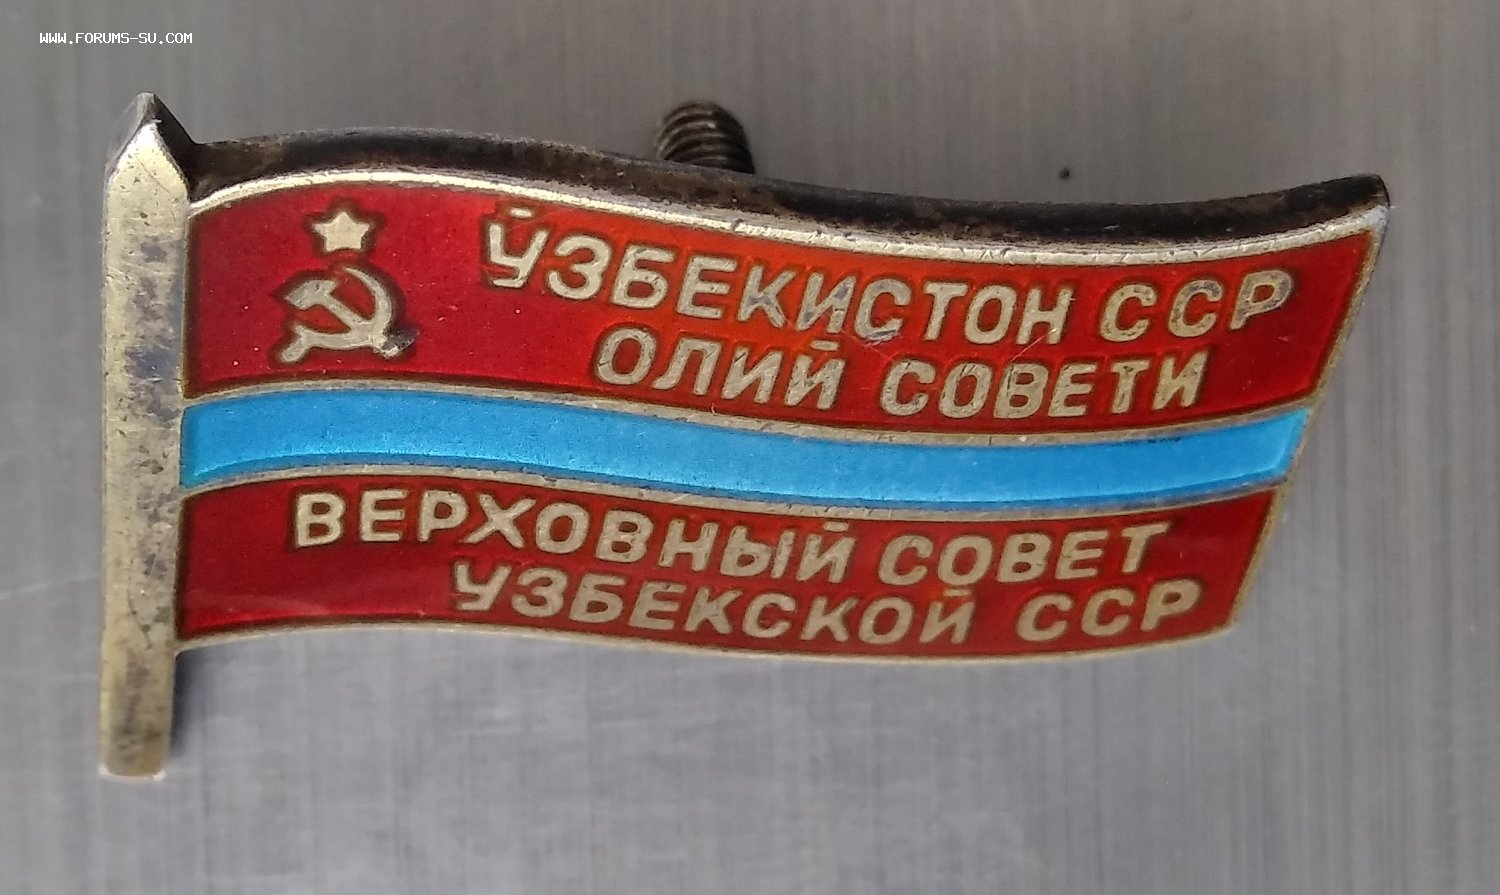 WWW.FORUMS-SU.COM
ЎЗБЕКИСТОН ССР
ОЛИЙ СОВЕТИ
ВЕРХОВНЫЙ СОВЕТ
УЗБЕКСКОЙ ССР